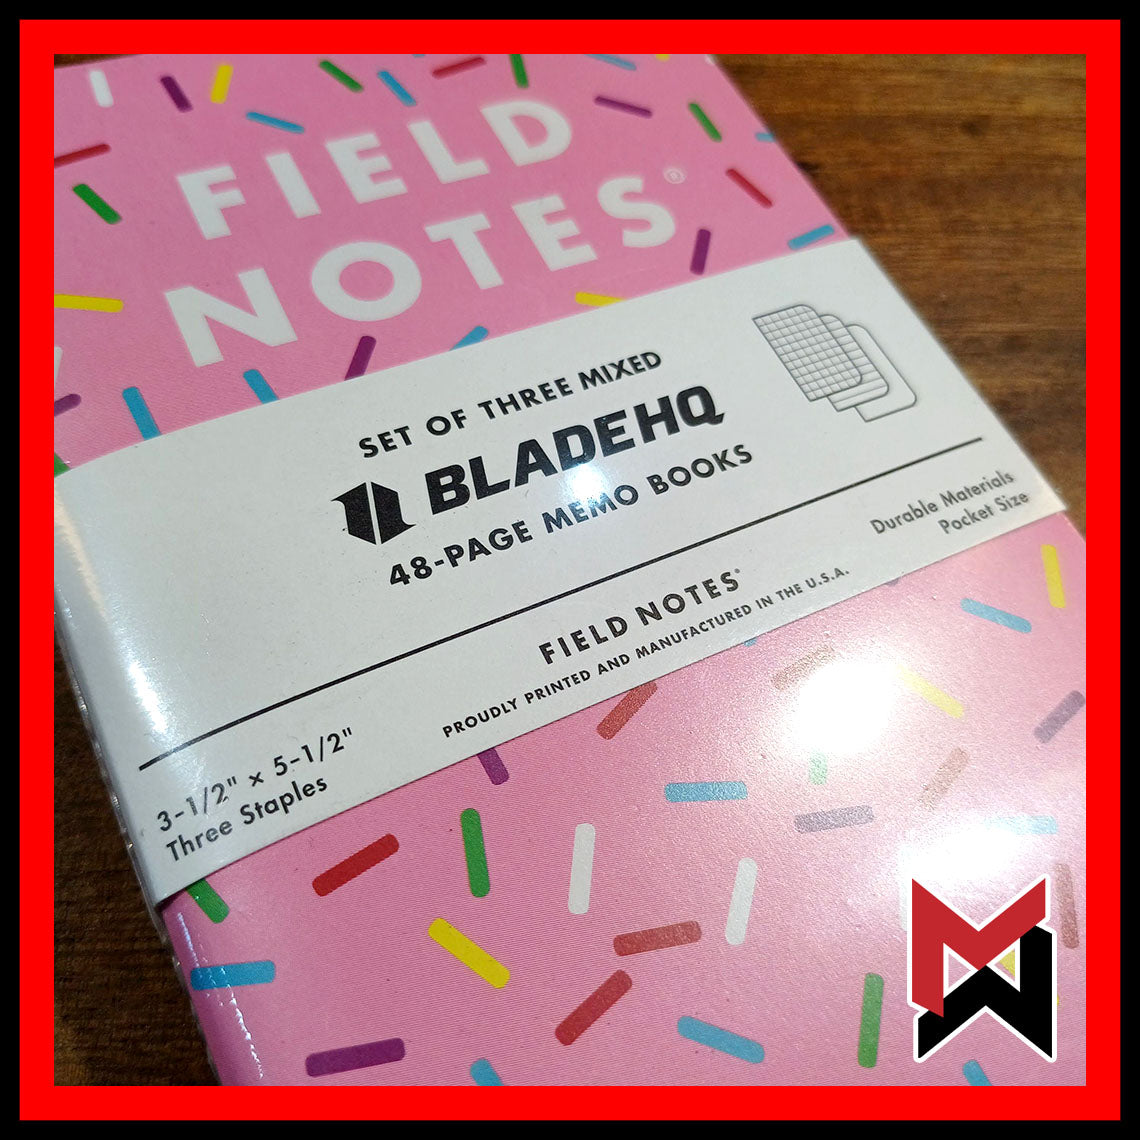 FIELD
NOTES®
SET OF THREE MIXED
BLADEHQ
48-PAGE MEMO BOOKS
Durable Materials
Pocket Size
FIELD NOTES®
PROUDLY PRINTED AND MANUFACTURED IN THE U.S.A.
3-1/2" × 5-1/2"
Three Staples